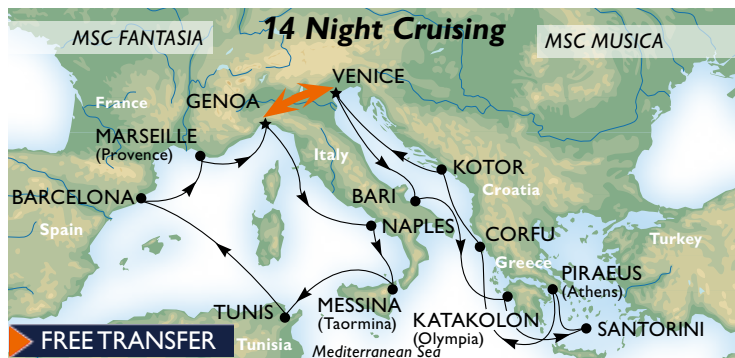 14 Night Cruising
MSC FANTASIA
MSC MUSICA
VENICE
GENOA
France
MARSEILLE
(Provence)
Italy
KOTOR
Croatia
BARCELONA
BARI
NAPLES
Spain
CORFU
Turkey
Greece
PIRAEUS
(Athens)
TUNIS
MESSINA
(Taormina)
KATAKOLON
(Olympia)
SANTORINI
FREE TRANSFER
Tunisia
Mediterranean Sea